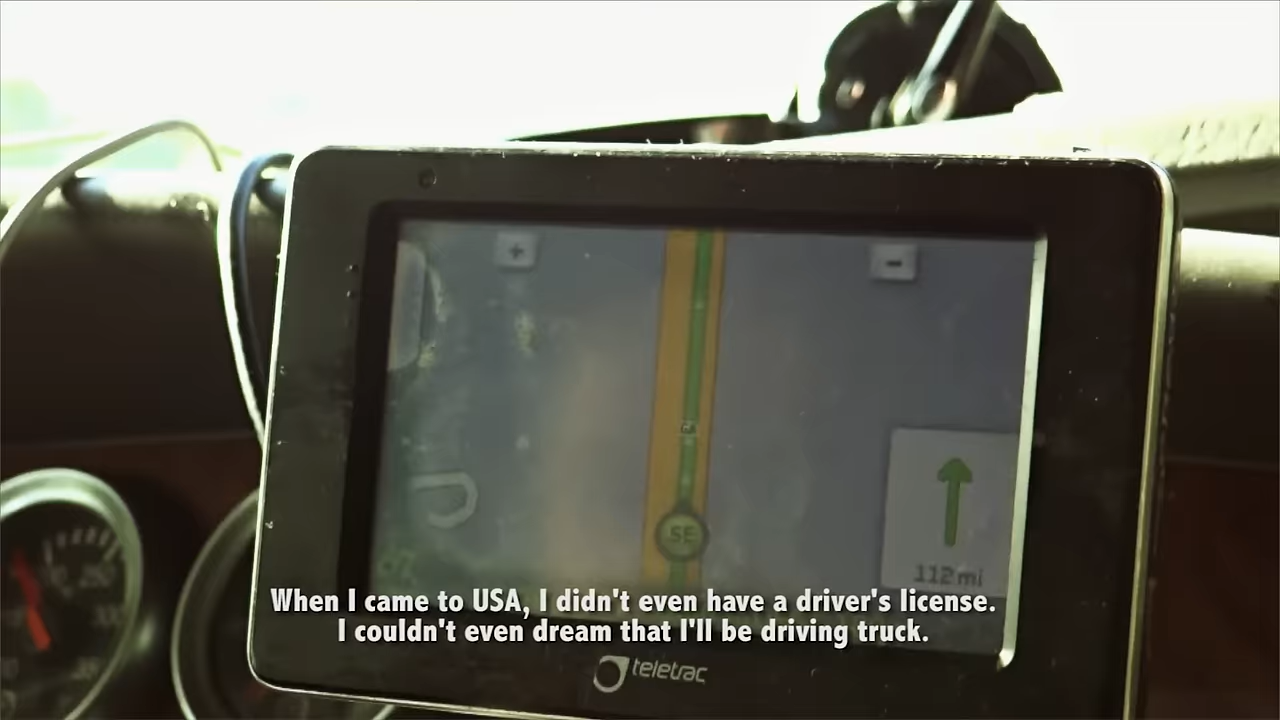 +
-
SE
112 mi
When I came to USA, I didn't even have a driver's license.
I couldn't even dream that I'll be driving truck.
teletrac